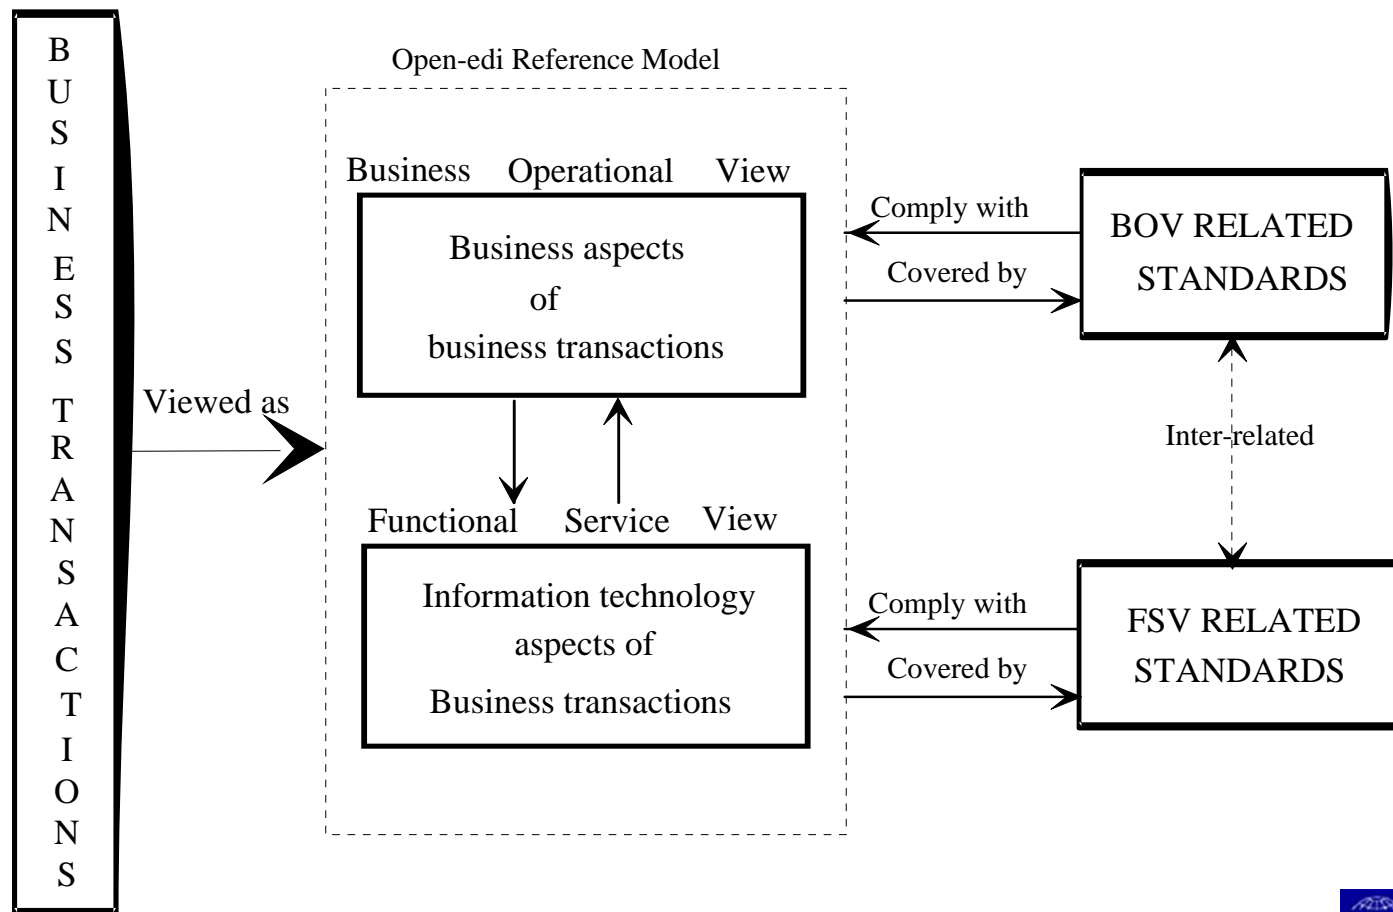 BUSINESS TRANSACTIONS
Open-edi Reference Model
Business Operational View
Business aspects
of
business transactions
Viewed as
Functional Service View
Information technology
aspects of
Business transactions
Comply with
Covered by
BOV RELATED
STANDARDS
Inter-related
Comply with
Covered by
FSV RELATED
STANDARDS